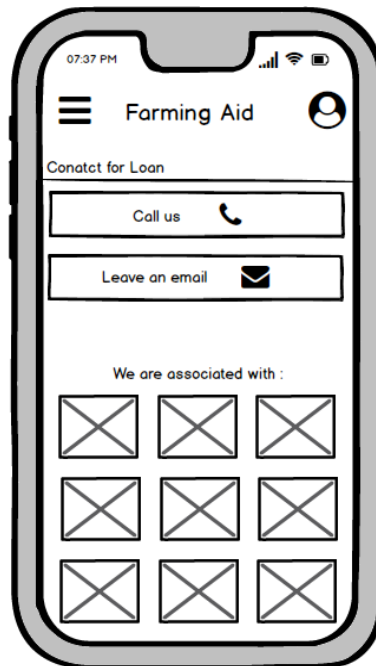 07:37 PM
Farming Aid
Conatct for Loan
Call us
Leave an email
We are associated with :